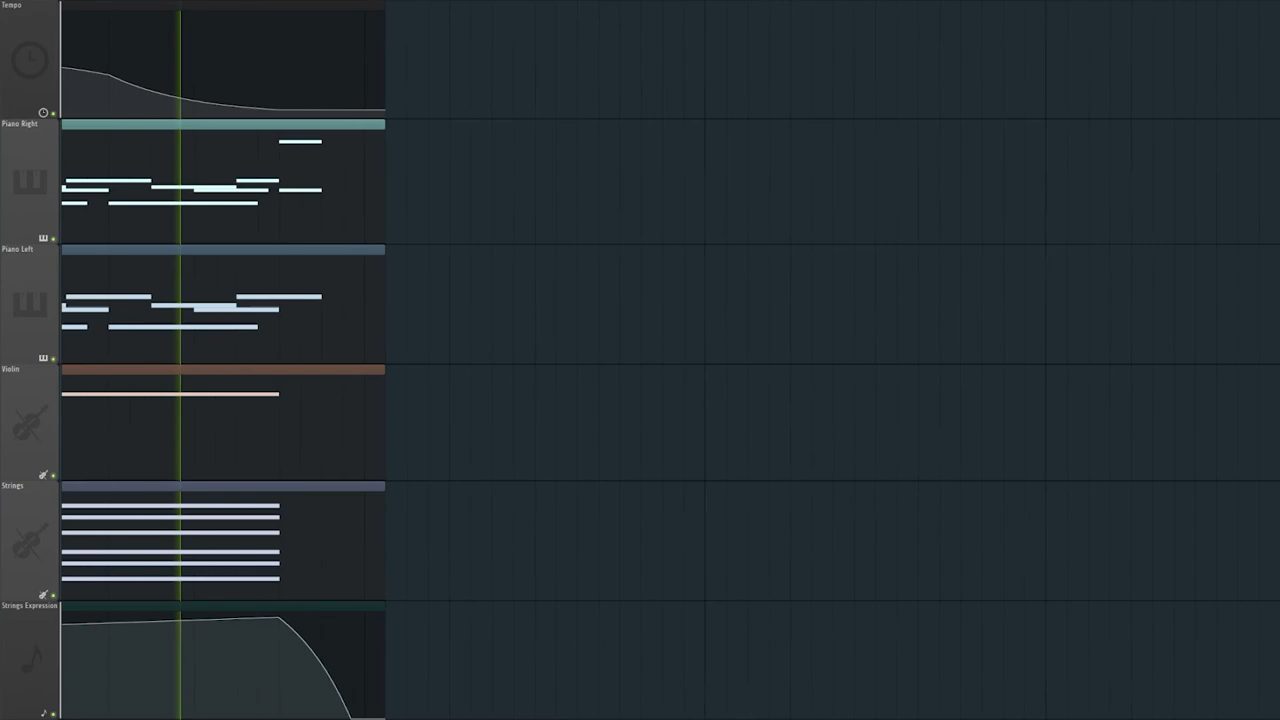 Tempo
Piano Right
Piano Left
Violin
Strings
Strings Expression